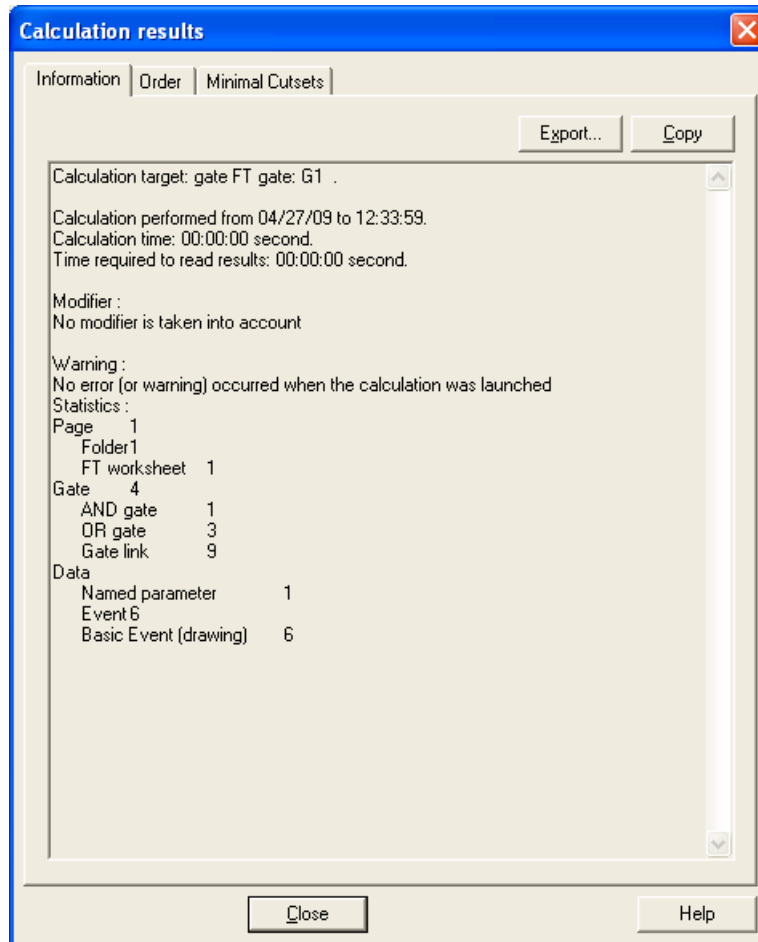 Calculation results
Information Order Minimal Cutsets
Export... Copy
Calculation target: gate FT gate: G1 .
Calculation performed from 04/27/09 to 12:33:59.
Calculation time: 00:00:00 second.
Time required to read results: 00:00:00 second.
Modifier :
No modifier is taken into account
Warning :
No error (or warning) occurred when the calculation was launched
Statistics :
Page 1
Folder1
FT worksheet 1
Gate 4
AND gate 1
OR gate 3
Gate link 9
Data
Named parameter 1
Event6
Basic Event (drawing) 6
Close Help